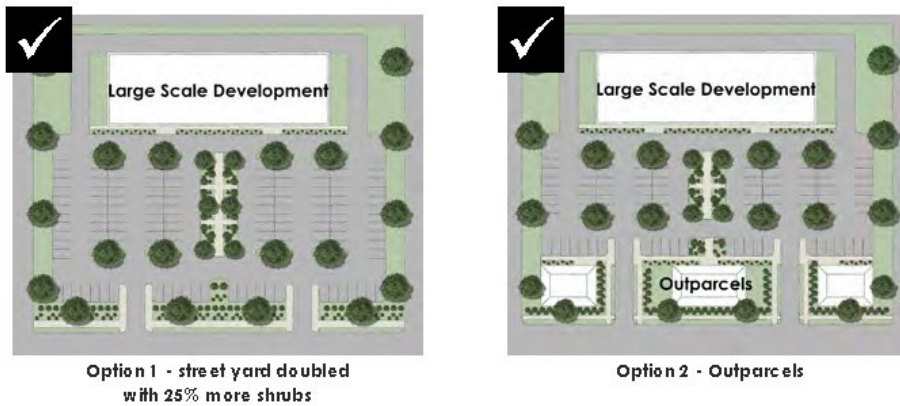 Large Scale Development
Option 1 - street yard doubled
with 25% more shrubs
Large Scale Development
Outparcels
Option 2 - Outparcels